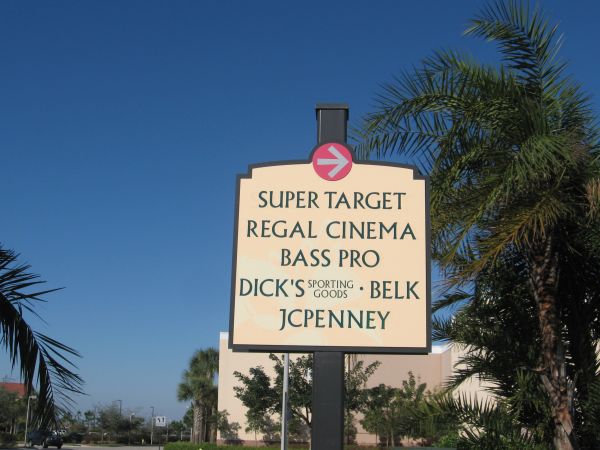 SUPER TARGET
REGAL CINEMA
BASS PRO
DICK'S SPORTING GOODS · BELK
JCPENNEY